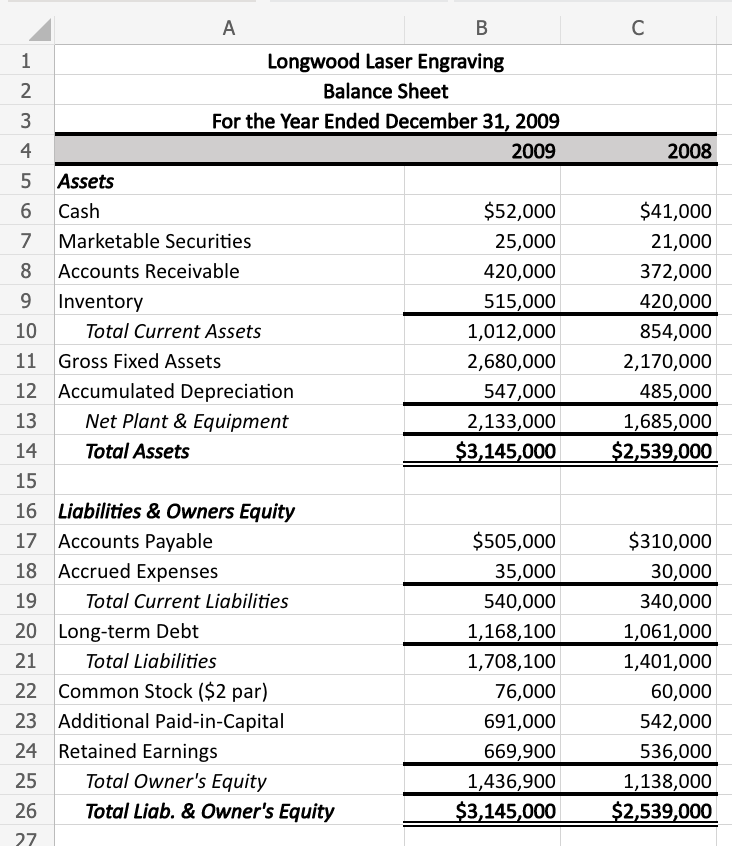 A B C
1 Longwood Laser Engraving
2 Balance Sheet
3 For the Year Ended December 31, 2009
4 2009 2008
5 Assets
6 Cash $52,000 $41,000
7 Marketable Securities 25,000 21,000
8 Accounts Receivable 420,000 372,000
9 Inventory 515,000 420,000
10 Total Current Assets 1,012,000 854,000
11 Gross Fixed Assets 2,680,000 2,170,000
12 Accumulated Depreciation 547,000 485,000
13 Net Plant & Equipment 2,133,000 1,685,000
14 Total Assets $3,145,000 $2,539,000
15
16 Liabilities & Owners Equity
17 Accounts Payable $505,000 $310,000
18 Accrued Expenses 35,000 30,000
19 Total Current Liabilities 540,000 340,000
20 Long-term Debt 1,168,100 1,061,000
21 Total Liabilities 1,708,100 1,401,000
22 Common Stock ($2 par) 76,000 60,000
23 Additional Paid-in-Capital 691,000 542,000
24 Retained Earnings 669,900 536,000
25 Total Owner's Equity 1,436,900 1,138,000
26 Total Liab. & Owner's Equity $3,145,000 $2,539,000
27